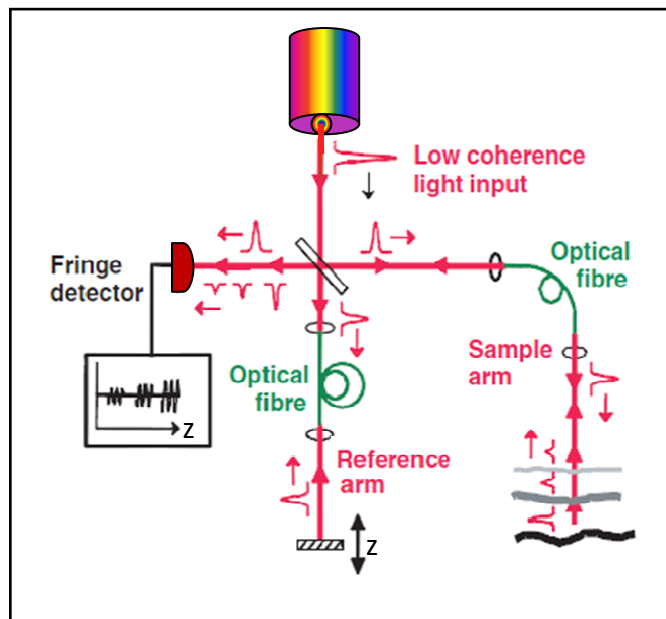 Low coherence
light input
Fringe
detector
Optical
fibre
Sample
arm
Optical
fibre
Z
Reference
arm
Z